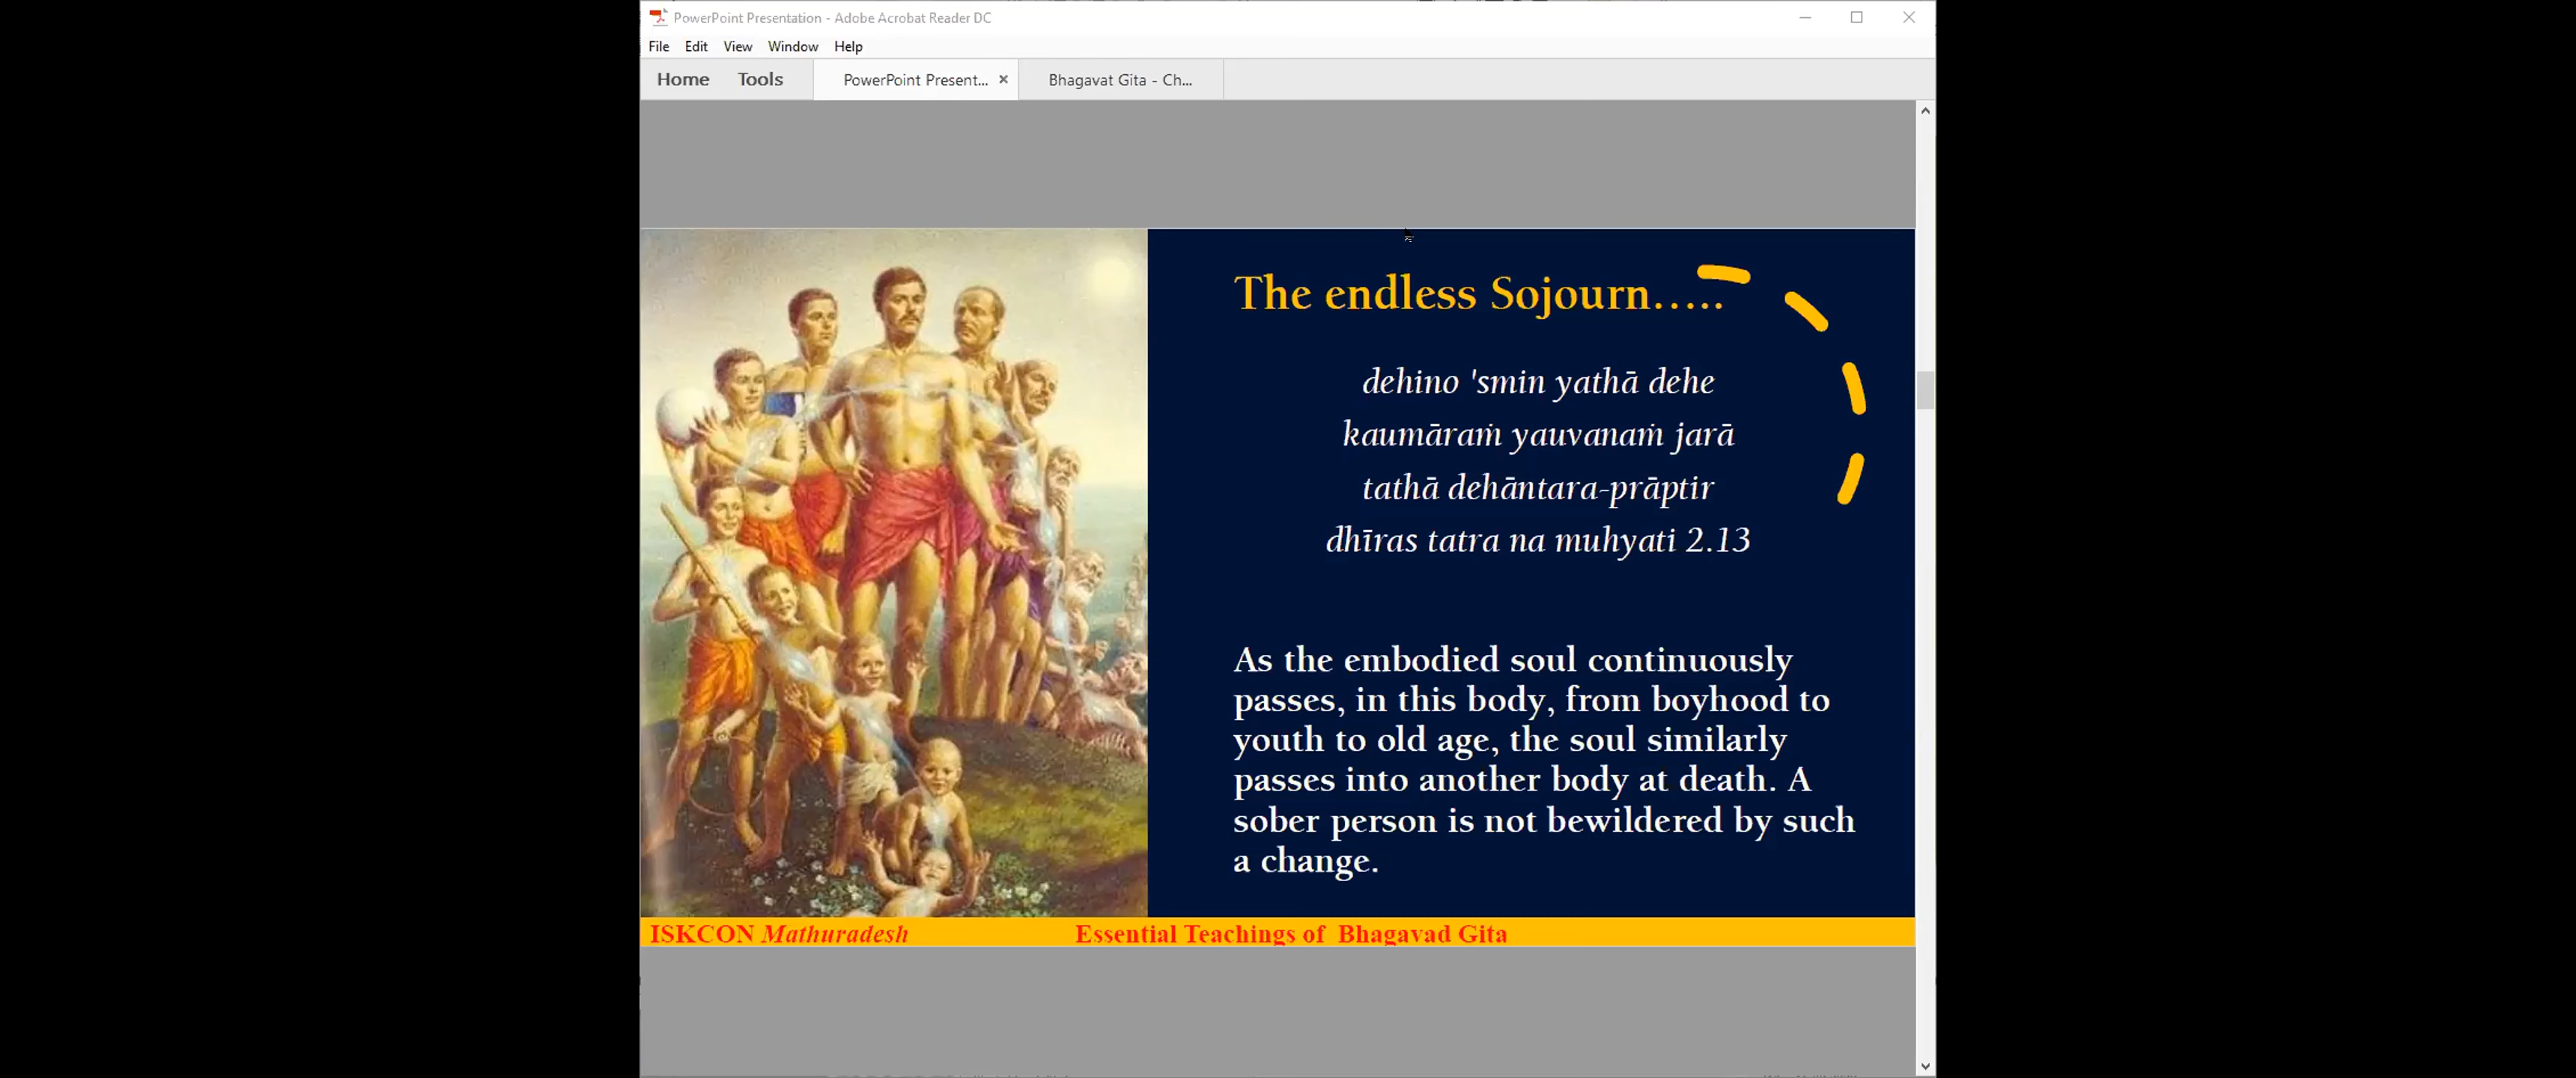 PowerPoint Presentation - Adobe Acrobat Reader DC
File Edit View Window Help
Home Tools PowerPoint Present... Bhagavat Gita - Ch...
The endless Sojourn.....
dehino 'smin yathā dehe
kaumāraṁ yauvanaṁ jarā
tathā dehāntara-prāptir
dhīras tatra na muhyati 2.13
As the embodied soul continuously
passes, in this body, from boyhood to
youth to old age, the soul similarly
passes into another body at death. A
sober person is not bewildered by such
a change.
ISKCON Mathuradesh Essential Teachings of Bhagavad Gita